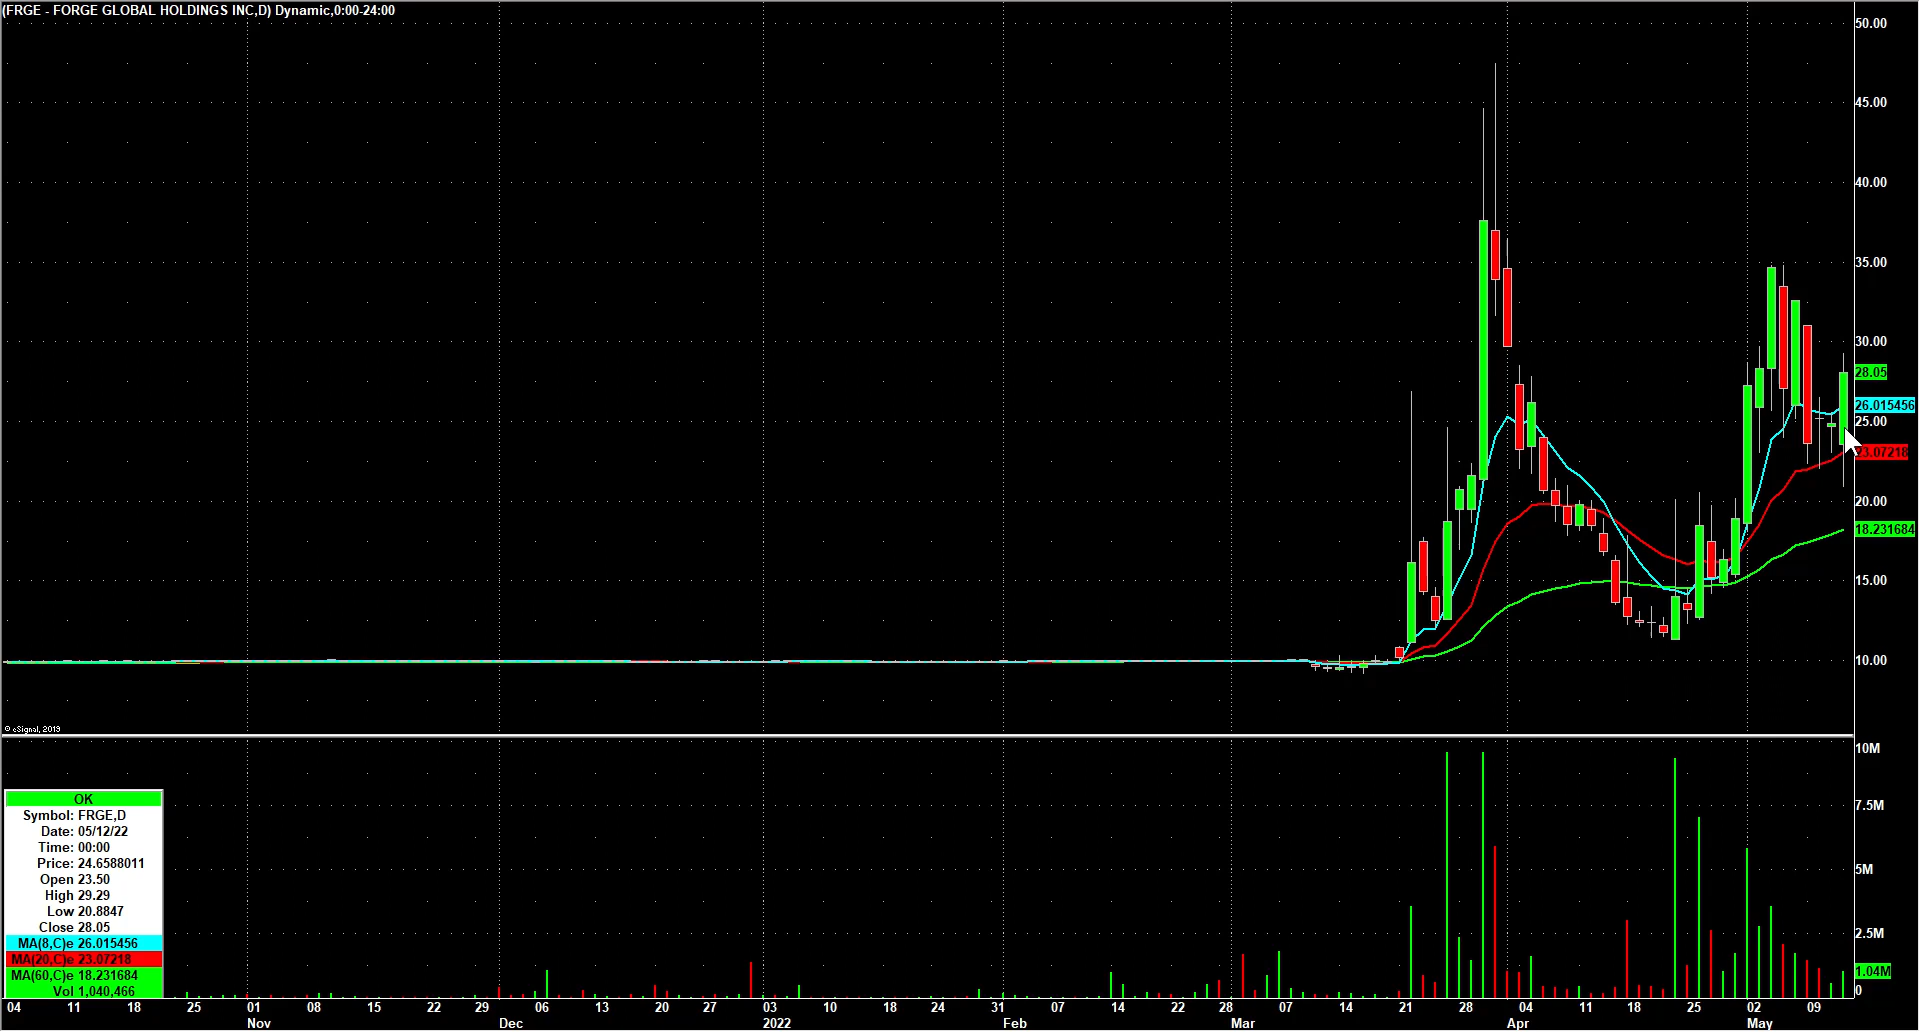 (FRGE - FORGE GLOBAL HOLDINGS INC,D) Dynamic,0:00-24:00
50.00
45.00
40.00
35.00
30.00
28.05
26.015456
25.00
23.07218
20.00
18.231684
15.00
10.00
© eSignal, 2019
10M
7.5M
5M
2.5M
1.04M
0
OK
Symbol: FRGE,D
Date: 05/12/22
Time: 00:00
Price: 24.6588011
Open 23.50
High 29.29
Low 20.8847
Close 28.05
MA(8,C)e 26.015456
MA(20,C)e 23.07218
MA(60,C)e 18.231684
Vol 1,040,466
04 11 18 25 01 08 15 22 29 06 13 20 27 03 10 18 24 31 07 14 22 28 07 14 21 28 04 11 18 25 02 09
Nov Dec 2022 Feb Mar Apr May